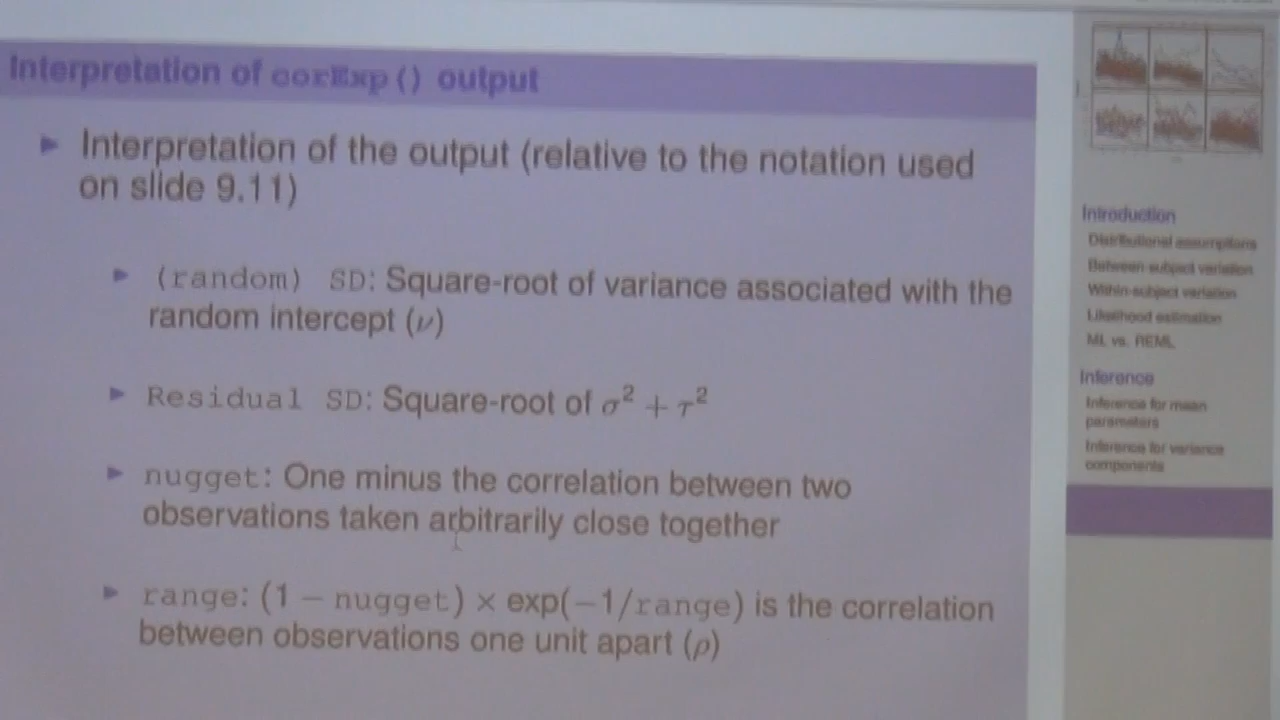 Interpretation of corExp() output
Interpretation of the output (relative to the notation used
on slide 9.11)
(random) SD: Square-root of variance associated with the
random intercept (ν)
Residual SD: Square-root of σ² + τ²
nugget: One minus the correlation between two
observations taken arbitrarily close together
range: (1 − nugget) × exp(−1/range) is the correlation
between observations one unit apart (ρ)
Introduction
Distributional assumptions
Between-subject variation
Within-subject variation
Likelihood estimation
ML vs. REML
Inference
Inference for mean
parameters
Inference for variance
components